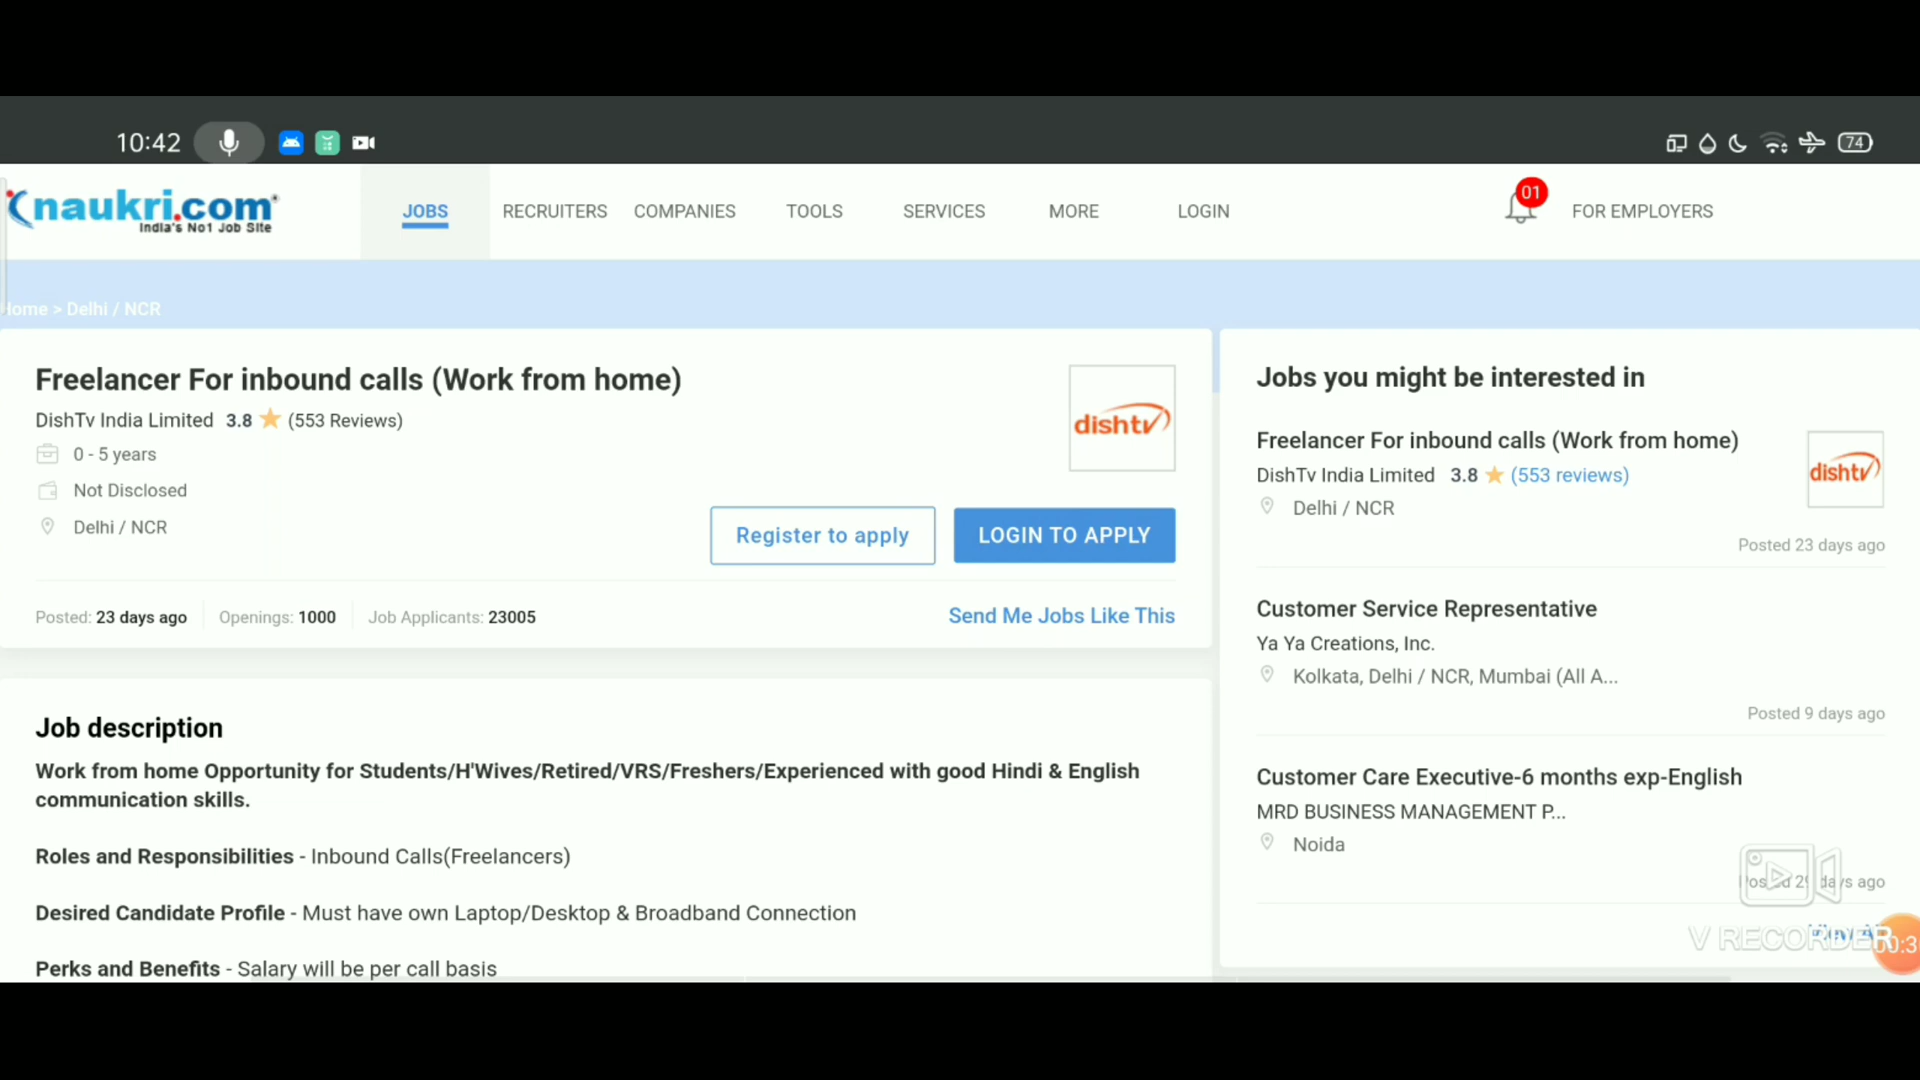 10:42
74
naukri.com
India's No1 Job Site
JOBS
RECRUITERS
COMPANIES
TOOLS
SERVICES
MORE
LOGIN
01
FOR EMPLOYERS
Home > Delhi / NCR
Freelancer For inbound calls (Work from home)
DishTv India Limited 3.8 (553 Reviews)
0 - 5 years
Not Disclosed
Delhi / NCR
dishtv
Register to apply
LOGIN TO APPLY
Posted: 23 days ago
Openings: 1000
Job Applicants: 23005
Send Me Jobs Like This
Job description
Work from home Opportunity for Students/H'Wives/Retired/VRS/Freshers/Experienced with good Hindi & English
communication skills.
Roles and Responsibilities - Inbound Calls(Freelancers)
Desired Candidate Profile - Must have own Laptop/Desktop & Broadband Connection
Perks and Benefits - Salary will be per call basis
Jobs you might be interested in
Freelancer For inbound calls (Work from home)
DishTv India Limited 3.8 (553 reviews)
Delhi / NCR
dishtv
Posted 23 days ago
Customer Service Representative
Ya Ya Creations, Inc.
Kolkata, Delhi / NCR, Mumbai (All A...
Posted 9 days ago
Customer Care Executive-6 months exp-English
MRD BUSINESS MANAGEMENT P...
Noida
Posted days ago
V RECORDER